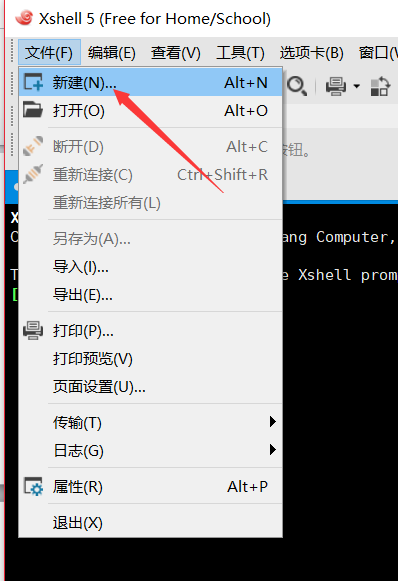 Xshell 5 (Free for Home/School)
文件(F) 编辑(E) 查看(V) 工具(T) 选项卡(B) 窗口(
新建(N)... Alt+N
打开(O) Alt+O
断开(D) Alt+C
重新连接(C) Ctrl+Shift+R
按钮。
重新连接所有(L)
X
另存为(A)...
ang Computer,
导入(I)...
T e Xshell prom
导出(E)...
[
打印(P)...
打印预览(V)
页面设置(U)...
传输(T)
日志(G)
属性(R) Alt+P
退出(X)